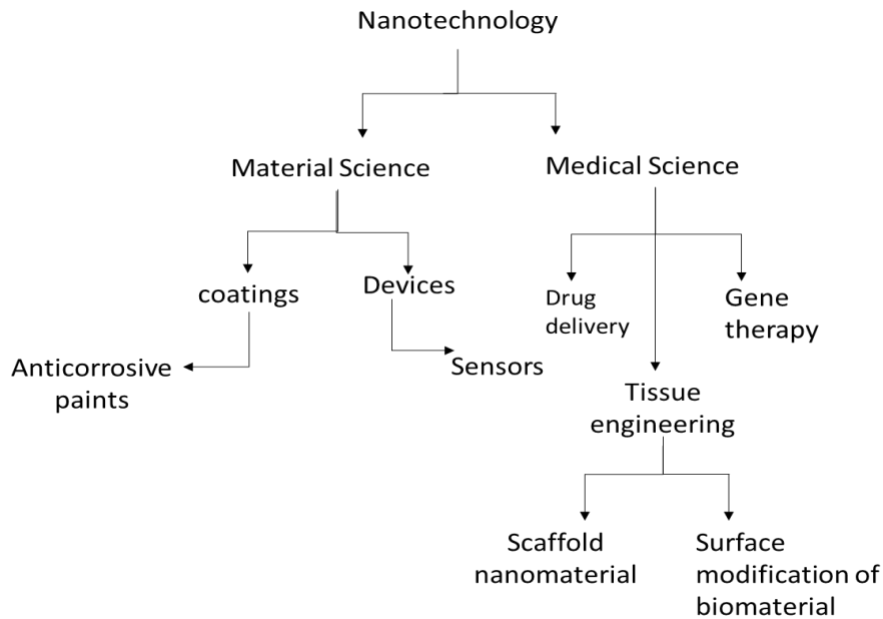 Nanotechnology
Material Science
Medical Science
coatings
Devices
Drug
delivery
Gene
therapy
Anticorrosive
paints
Sensors
Tissue
engineering
Scaffold
nanomaterial
Surface
modification of
biomaterial